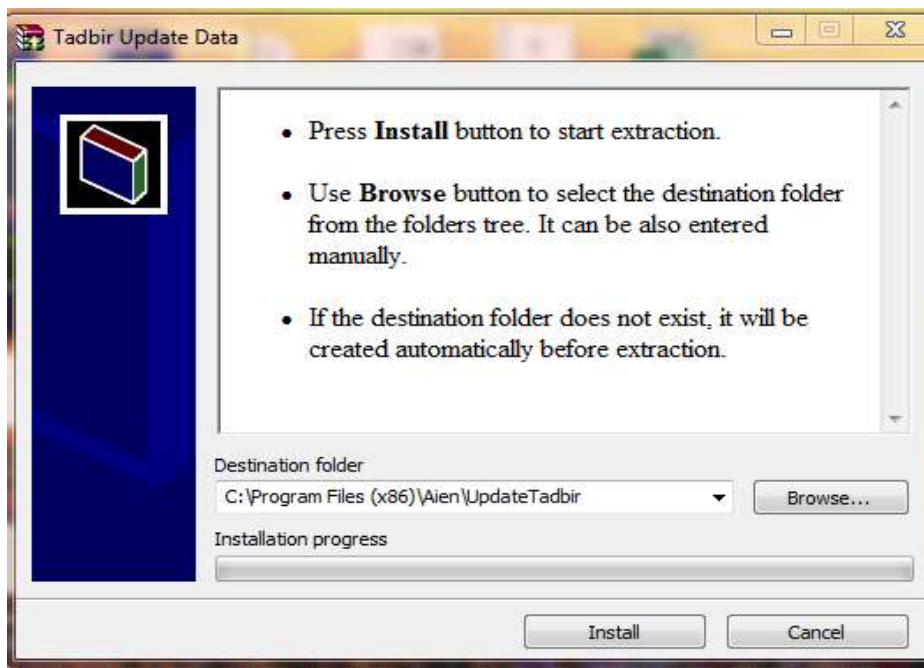 Tadbir Update Data
• Press Install button to start extraction.
• Use Browse button to select the destination folder
from the folders tree. It can be also entered
manually.
• If the destination folder does not exist, it will be
created automatically before extraction.
Destination folder
C:\Program Files (x86)\Aien\UpdateTadbir
Browse...
Installation progress
Install
Cancel